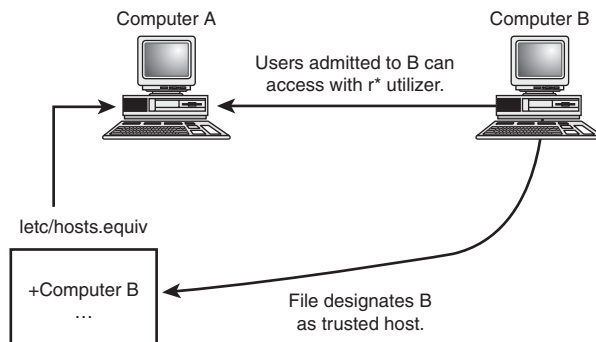 Computer A
Computer B
Users admitted to B can
access with r* utilizer.
letc/hosts.equiv
+Computer B
...
File designates B
as trusted host.